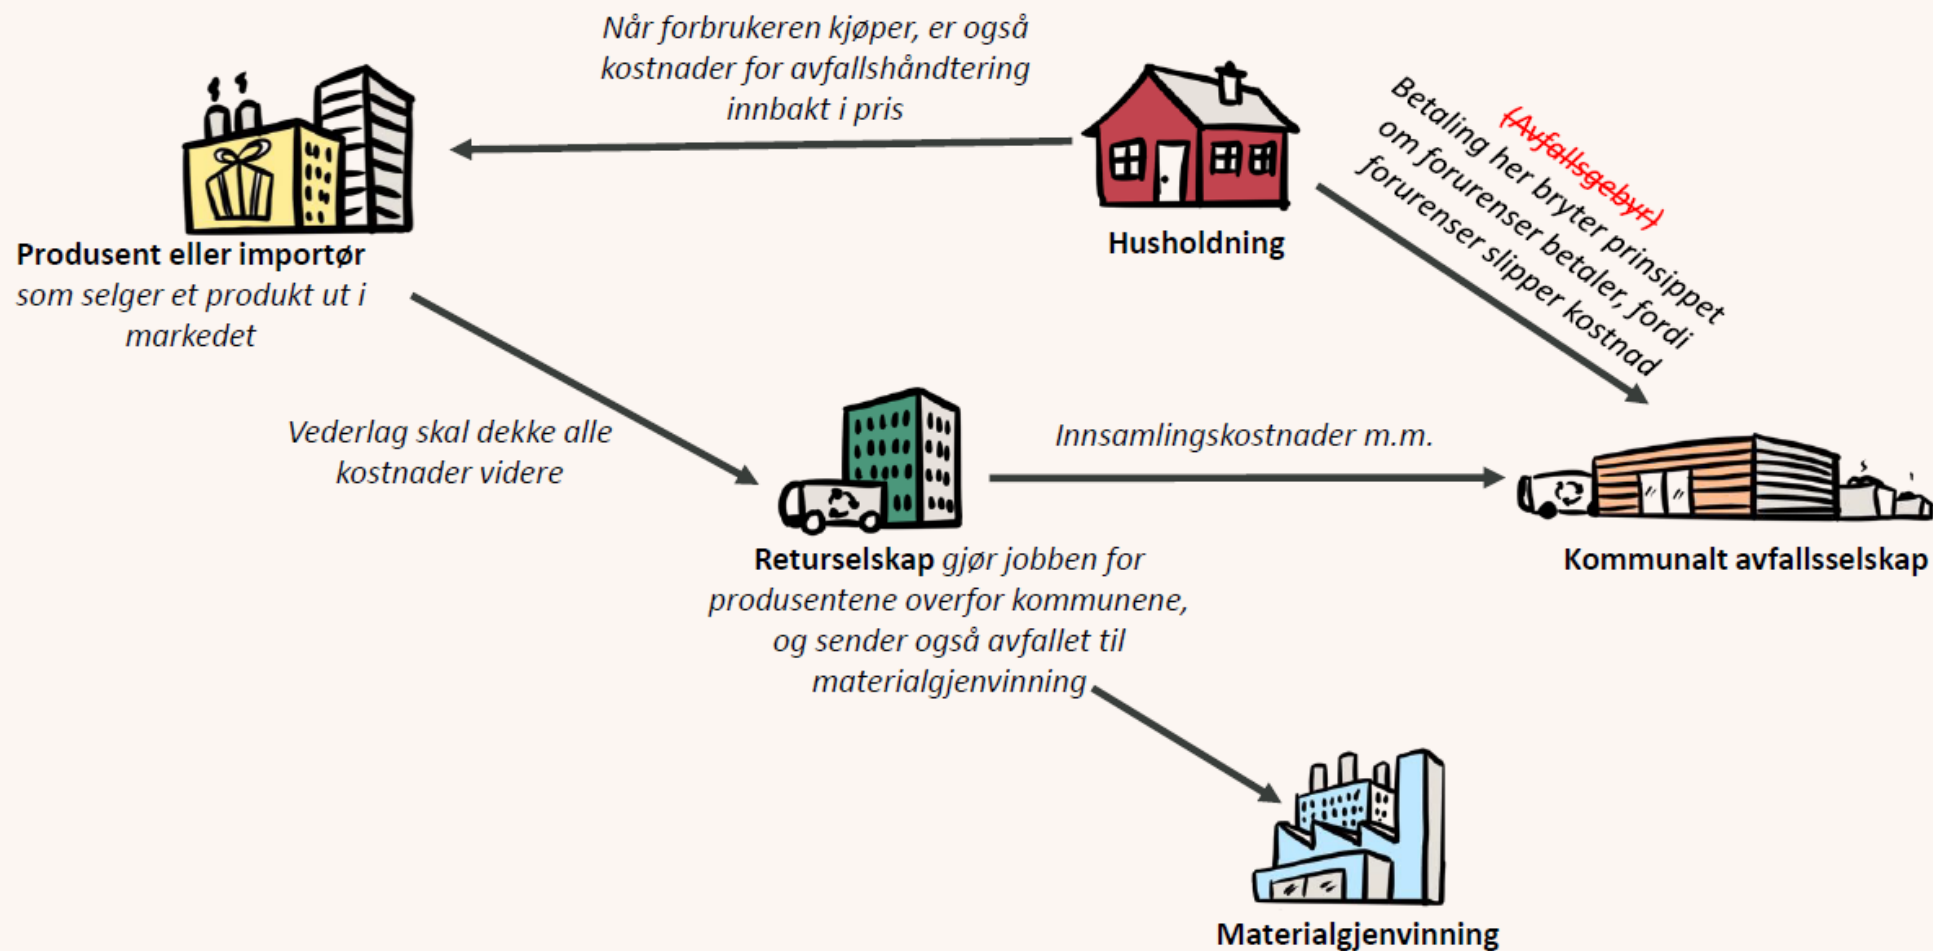 Når forbrukeren kjøper, er også
kostnader for avfallshåndtering
innbakt i pris
(Avfallsgebyr)
Betaling her bryter prinsippet
om forurenser betaler, fordi
forurenser slipper kostnad
Husholdning
Produsent eller importør
som selger et produkt ut i
markedet
Vederlag skal dekke alle
kostnader videre
Innsamlingskostnader m.m.
Returselskap gjør jobben for
produsentene overfor kommunene,
og sender også avfallet til
materialgjenvinning
Kommunalt avfallsselskap
Materialgjenvinning